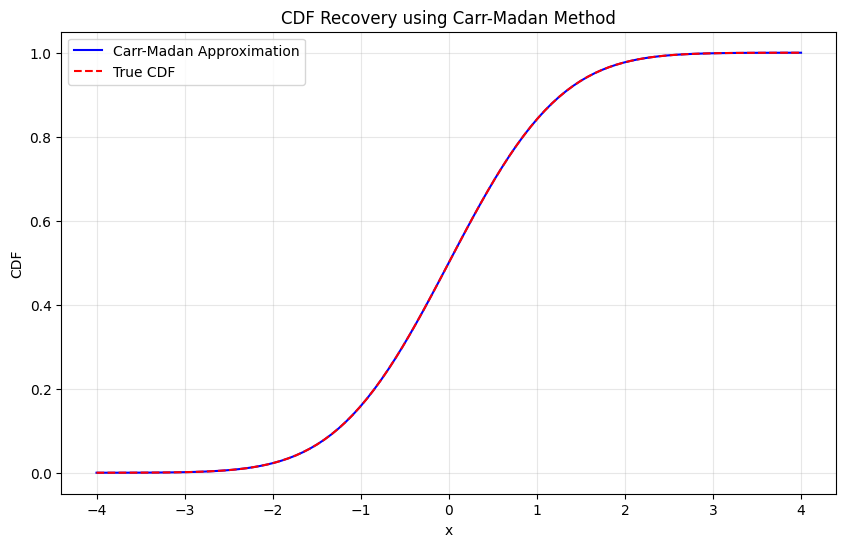 CDF Recovery using Carr-Madan Method
Carr-Madan Approximation
True CDF
1.0
0.8
0.6
0.4
0.2
0.0
CDF
−4 −3 −2 −1 0 1 2 3 4
x